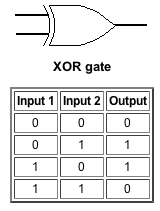 XOR gate
Input 1 Input 2 Output
0 0 0
0 1 1
1 0 1
1 1 0